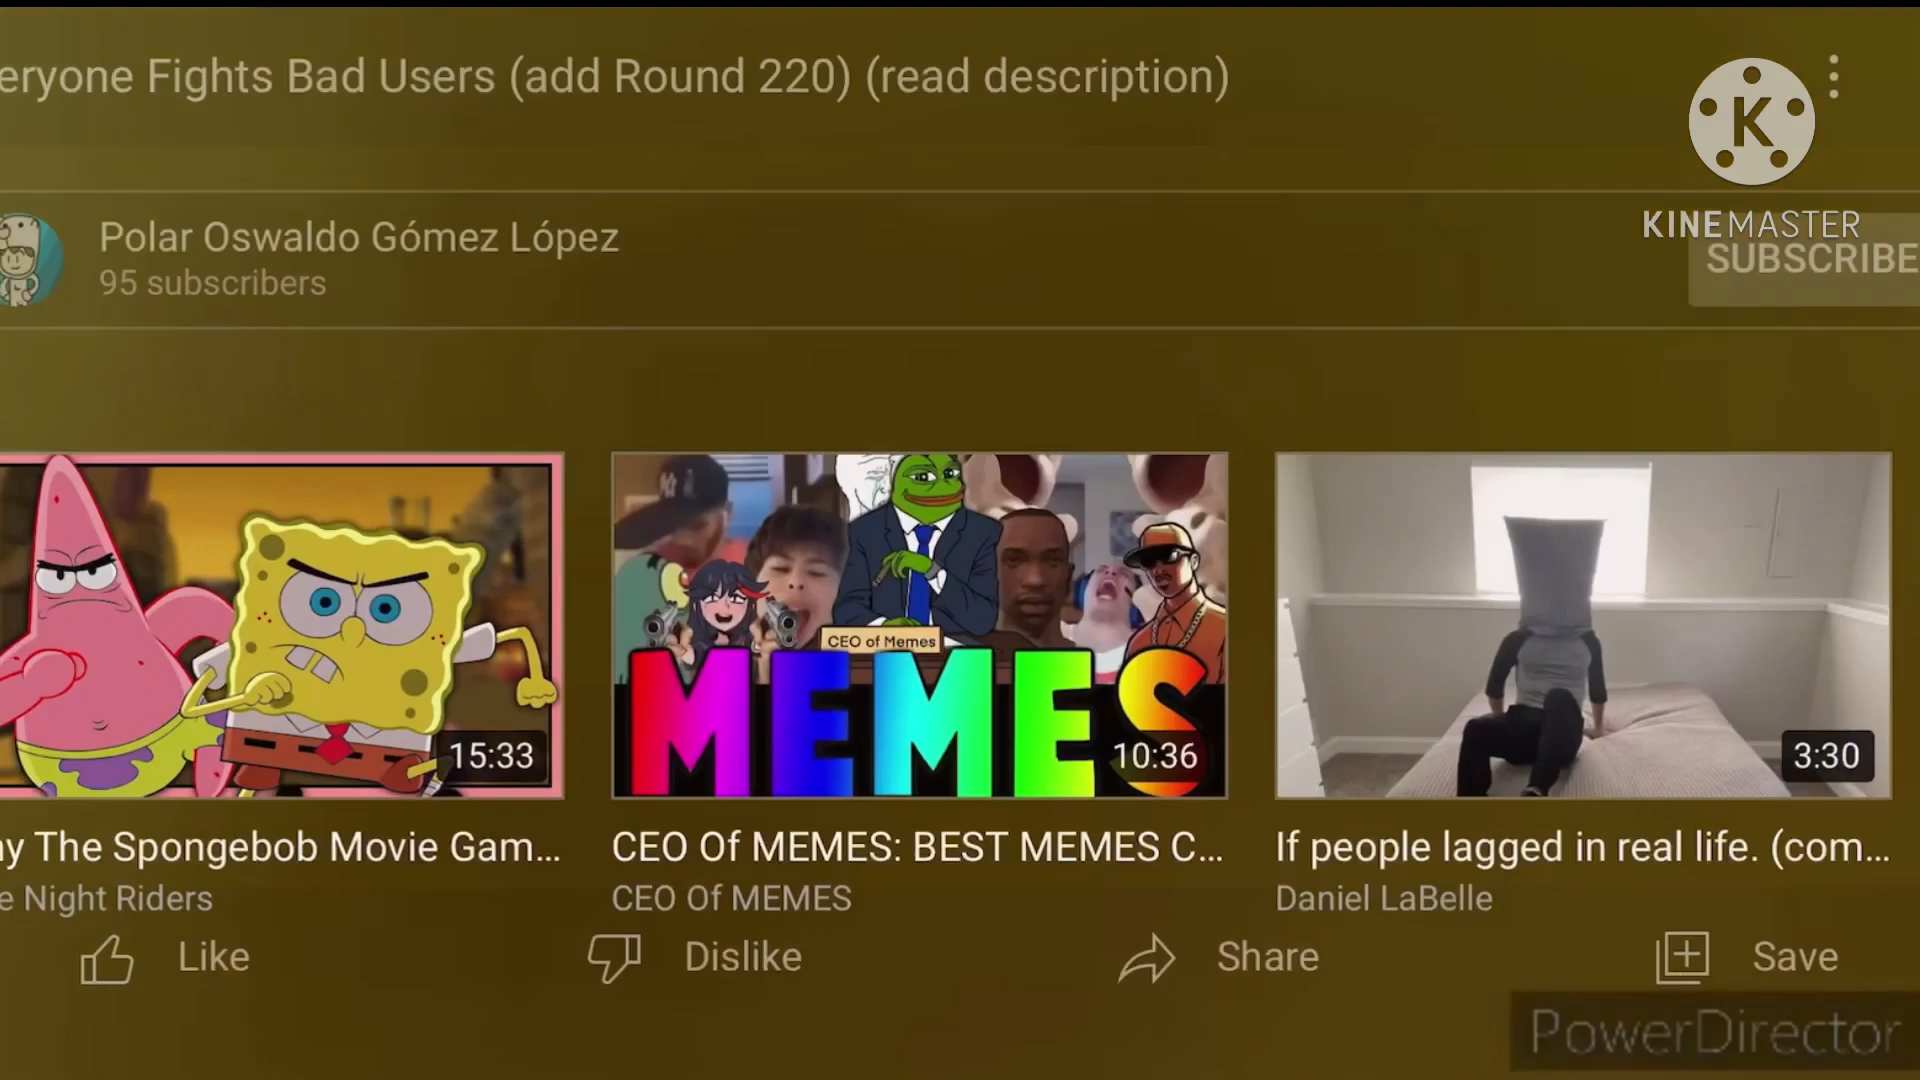 eryone Fights Bad Users (add Round 220) (read description)
K
KINEMASTER
Polar Oswaldo Gómez López
95 subscribers
SUBSCRIBE
15:33
CEO of Memes
MEMES
10:36
3:30
y The Spongebob Movie Gam...
CEO Of MEMES: BEST MEMES C...
If people lagged in real life. (com...
e Night Riders
CEO Of MEMES
Daniel LaBelle
Like
Dislike
Share
Save
PowerDirector